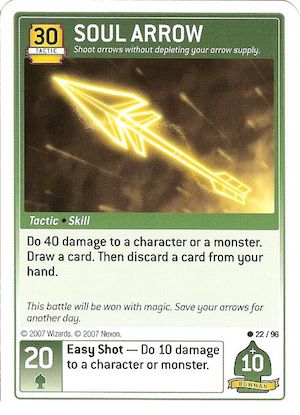 30
TACTIC
SOUL ARROW
Shoot arrows without depleting your arrow supply.
Tactic • Skill
Do 40 damage to a character or a monster.
Draw a card. Then discard a card from your
hand.
This battle will be won with magic. Save your arrows for
another day.
© 2007 Wizards. © 2007 Nexon.
● 22 / 96
20
Easy Shot — Do 10 damage
to a character or monster.
+
10
BOWMAN